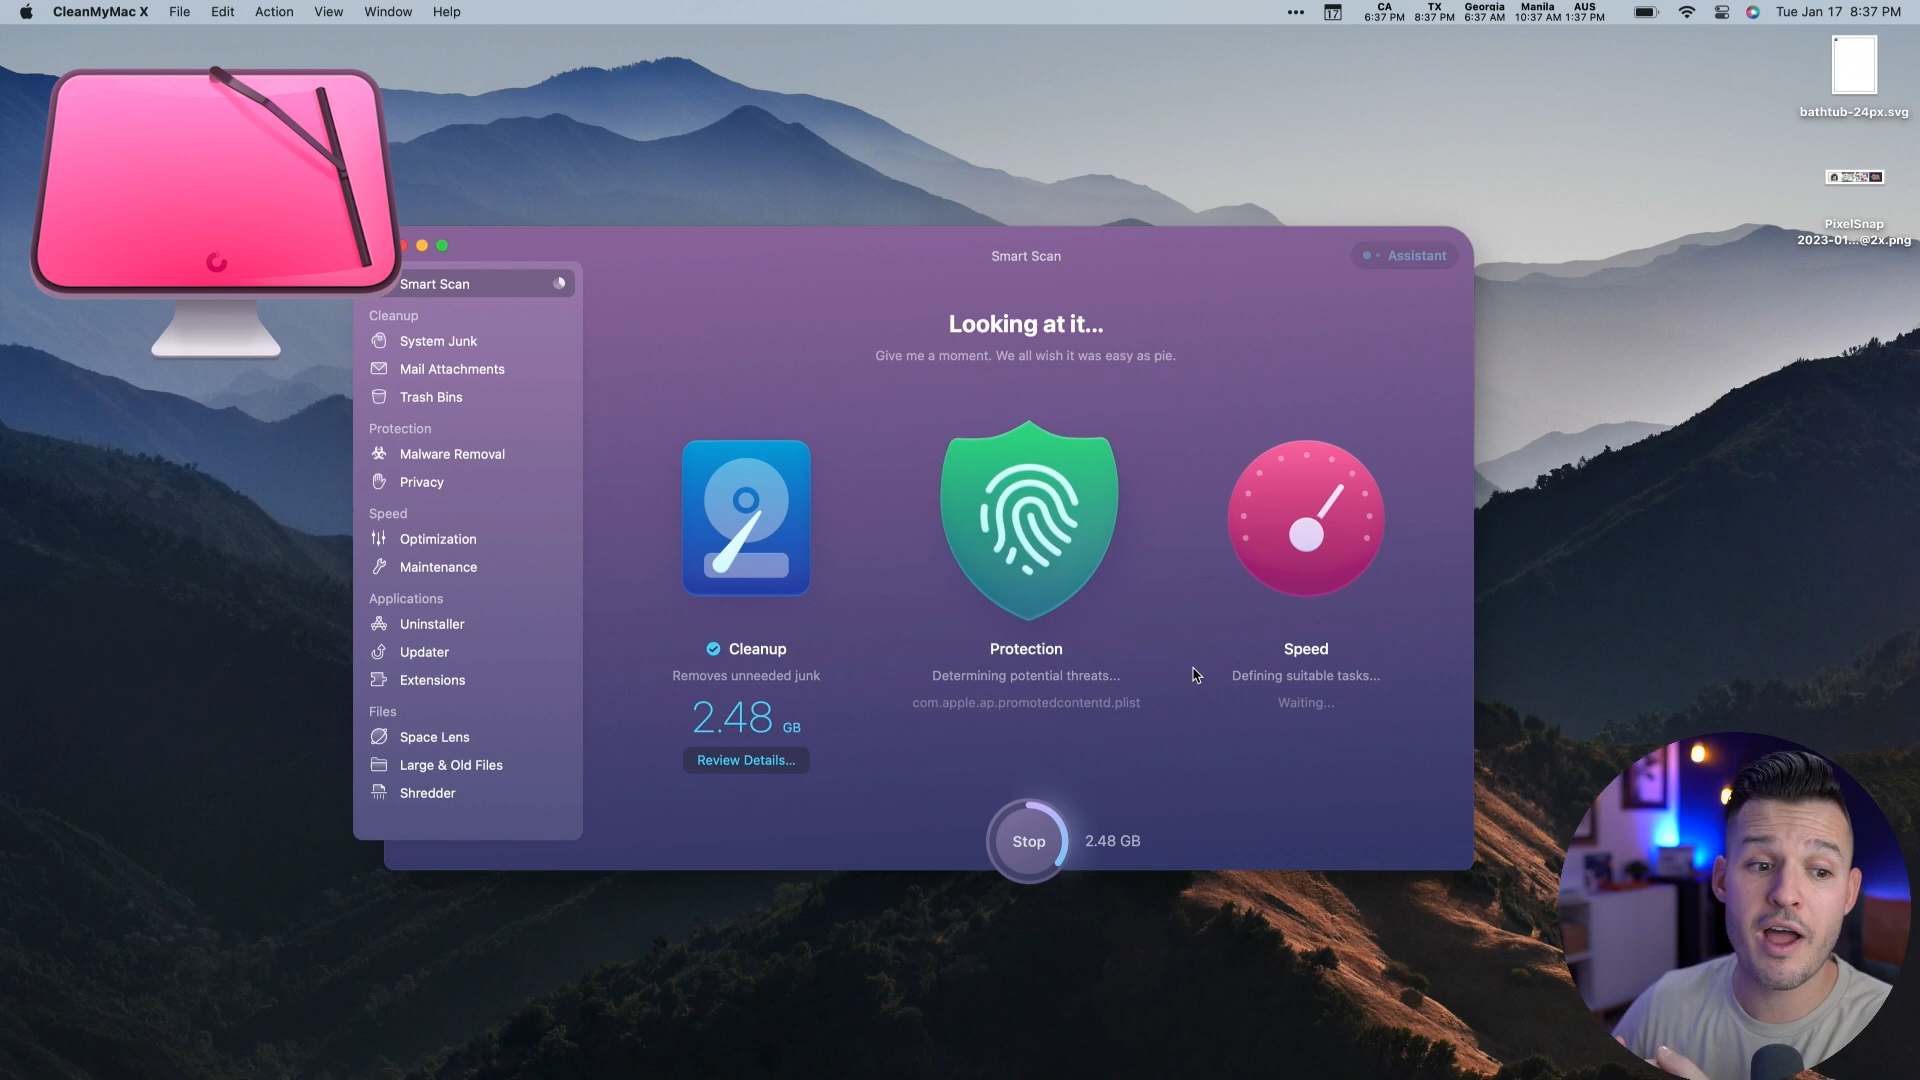 CleanMyMac X File Edit Action View Window Help
17
CA
6:37 PM
TX
8:37 PM
Georgia
6:37 AM
Manila
10:37 AM
AUS
1:37 PM
Tue Jan 17 8:37 PM
bathtub-24px.svg
PixelSnap
2023-01...@2x.png
Smart Scan
Assistant
Smart Scan
Cleanup
System Junk
Mail Attachments
Trash Bins
Protection
Malware Removal
Privacy
Speed
Optimization
Maintenance
Applications
Uninstaller
Updater
Extensions
Files
Space Lens
Large & Old Files
Shredder
Looking at it...
Give me a moment. We all wish it was easy as pie.
Cleanup
Removes unneeded junk
2.48 GB
Review Details...
Protection
Determining potential threats...
com.apple.ap.promotedcontentd.plist
Speed
Defining suitable tasks...
Waiting...
Stop
2.48 GB